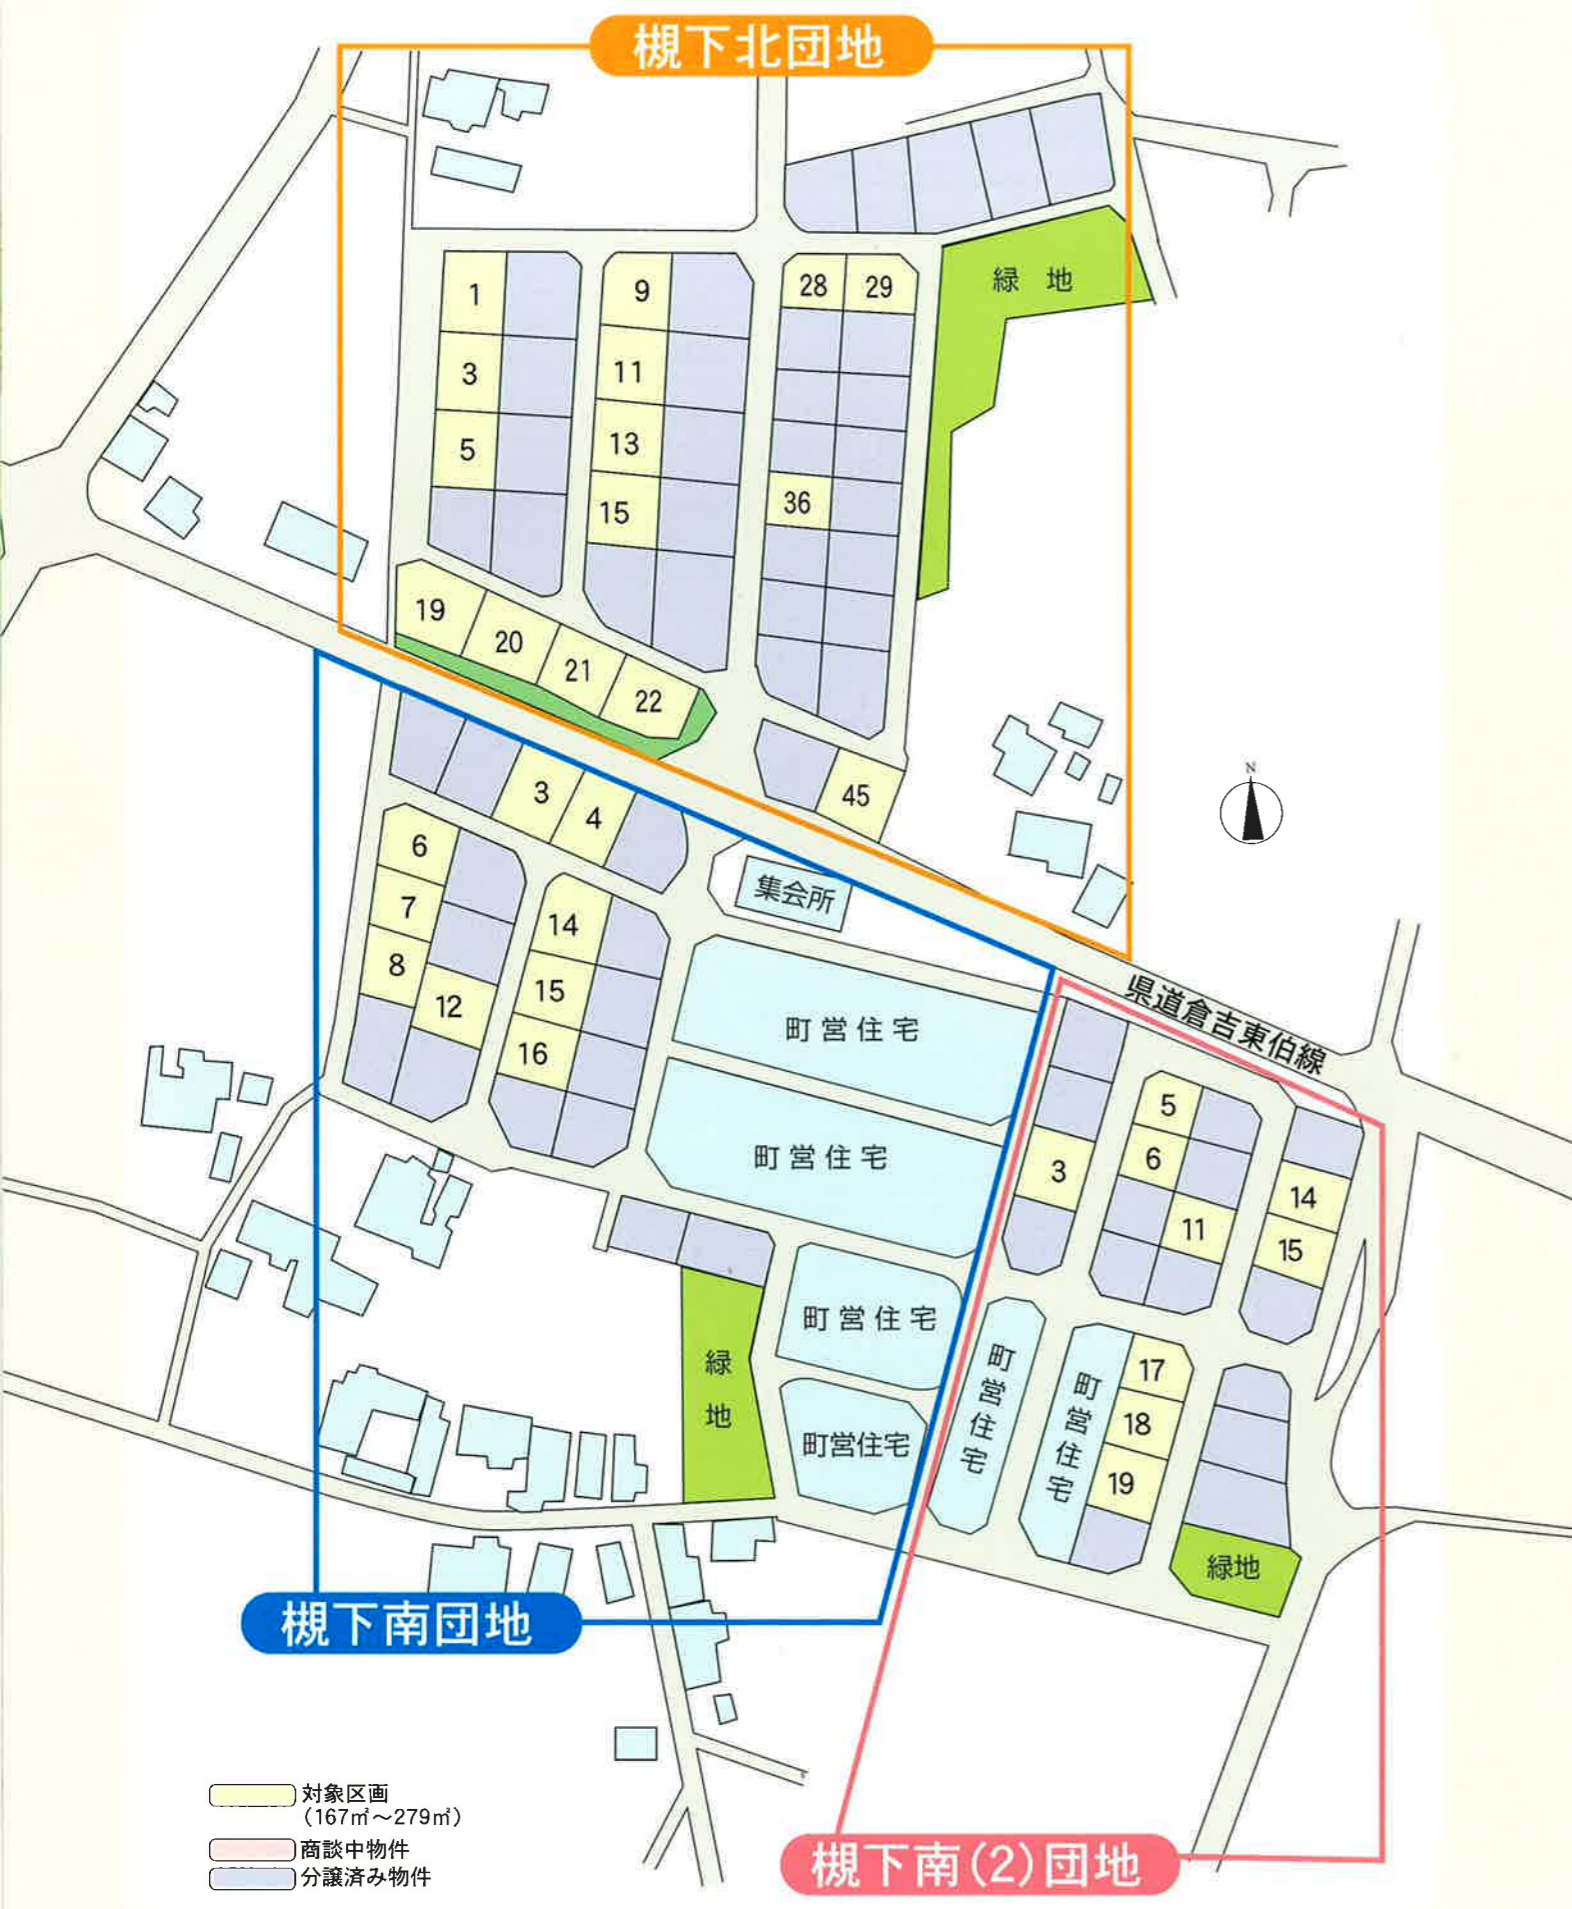 槻下北団地
緑 地
28 29
1
9
3
11
5
13
15
36
19
20
21
22
45
3
4
6
7
8
12
14
15
16
集会所
N
町営住宅
町営住宅
町営住宅
町営住宅
緑地
県道倉吉東伯線
3
5
6
11
14
15
町営住宅
町営住宅
17
18
19
緑地
槻下南団地
槻下南(2)団地
対象区画
(167㎡～279㎡)
商談中物件
分譲済み物件